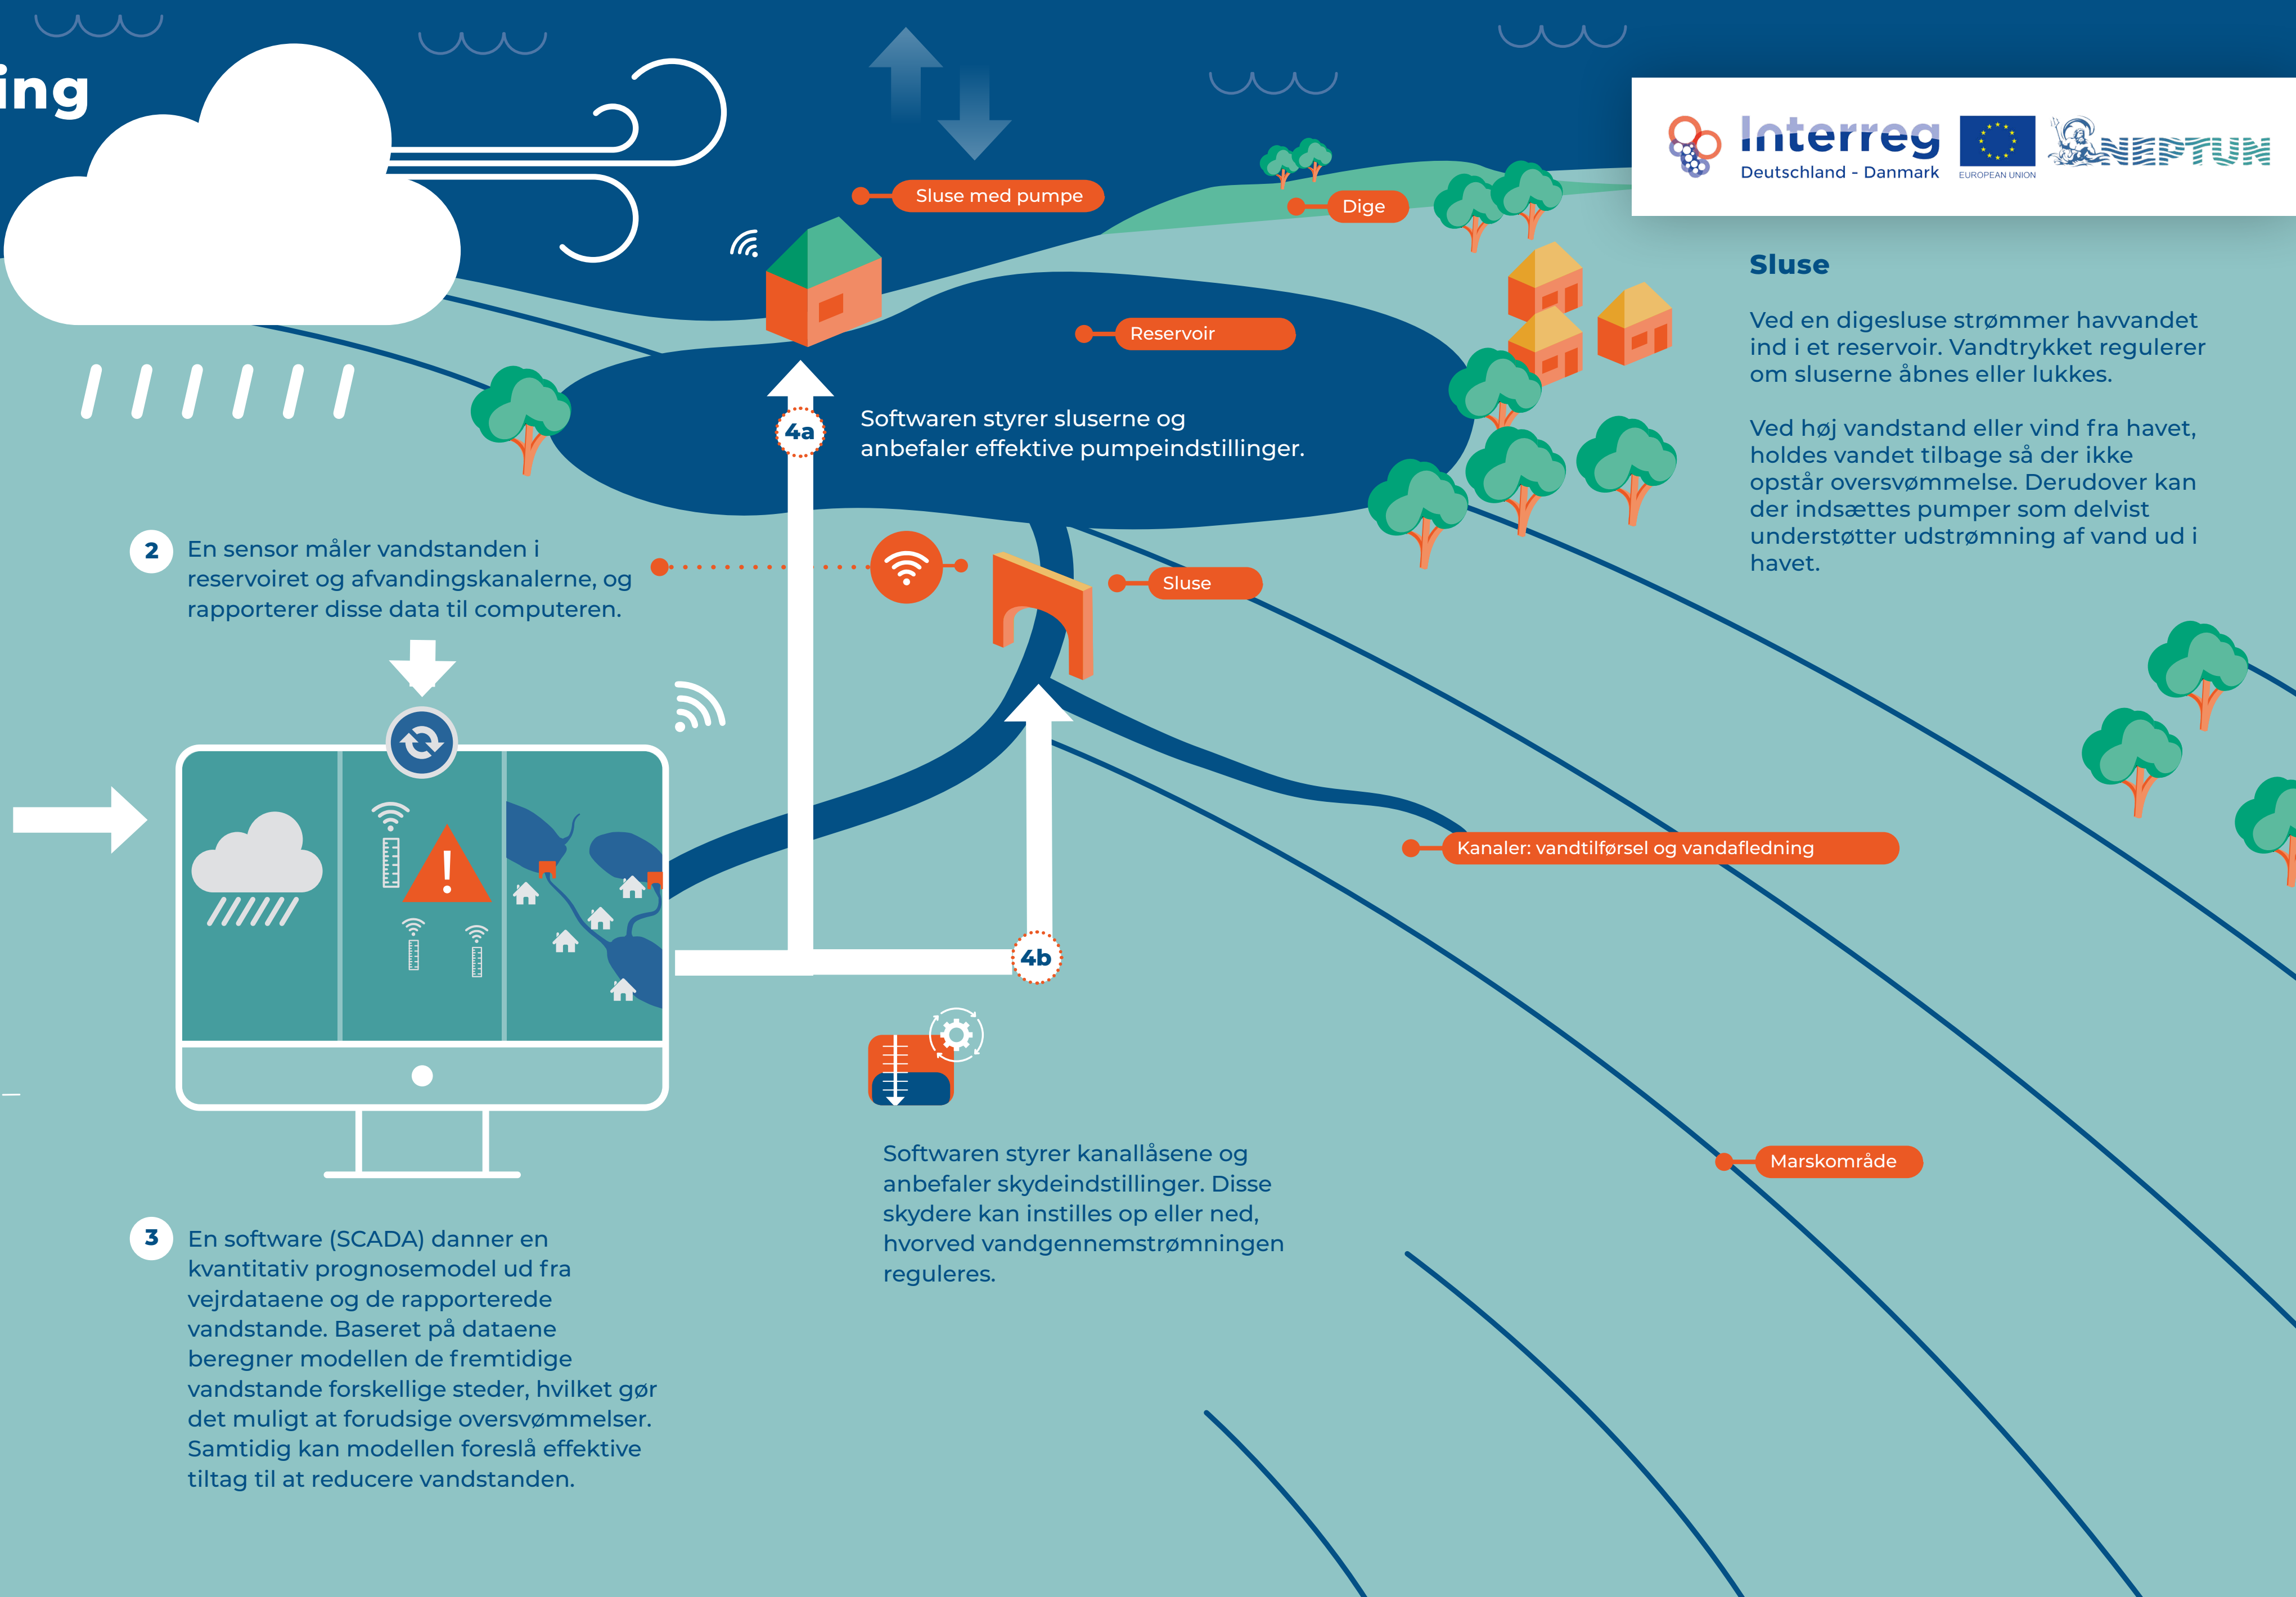 ing
Interreg
Deutschland - Danmark
EUROPEAN UNION
NEPTUN
Sluse med pumpe
Dige
Reservoir
Sluse
Ved en digesluse strømmer havvandet
ind i et reservoir. Vandtrykket regulerer
om sluserne åbnes eller lukkes.
Ved høj vandstand eller vind fra havet,
holdes vandet tilbage så der ikke
opstår oversvømmelse. Derudover kan
der indsættes pumper som delvist
understøtter udstrømning af vand ud i
havet.
4a
Softwaren styrer sluserne og
anbefaler effektive pumpeindstillinger.
2
En sensor måler vandstanden i
reservoiret og afvandingskanalerne, og
rapporterer disse data til computeren.
Sluse
Kanaler: vandtilførsel og vandafledning
4b
Marskområde
Softwaren styrer kanallåsene og
anbefaler skydeindstillinger. Disse
skydere kan instilles op eller ned,
hvorved vandgennemstrømningen
reguleres.
3
En software (SCADA) danner en
kvantitativ prognosemodel ud fra
vejrdataene og de rapporterede
vandstande. Baseret på dataene
beregner modellen de fremtidige
vandstande forskellige steder, hvilket gør
det muligt at forudsige oversvømmelser.
Samtidig kan modellen foreslå effektive
tiltag til at reducere vandstanden.